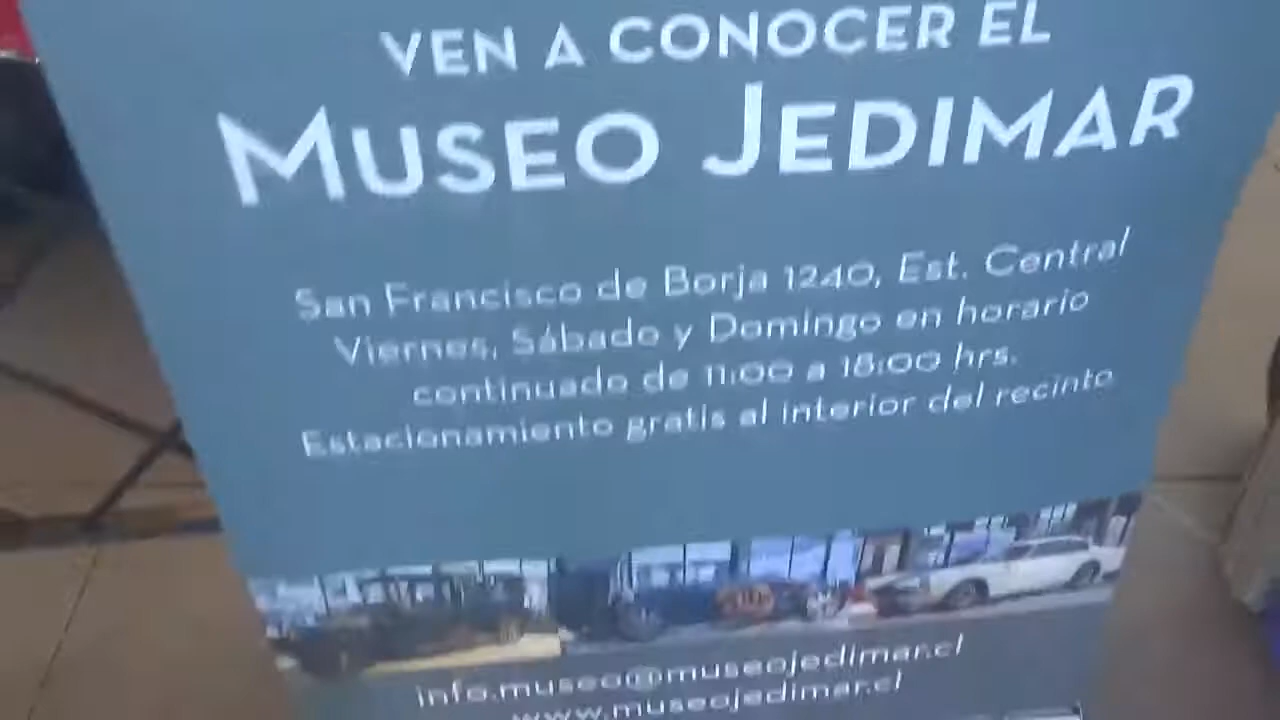 VEN A CONOCER EL
MUSEO JEDIMAR
San Francisco de Borja 1240, Est. Central
Viernes, Sábado y Domingo en horario
continuado de 11:00 a 18:00 hrs.
Estacionamiento gratis al interior del recinto
info.museo@museojedimar.cl
www.museojedimar.cl